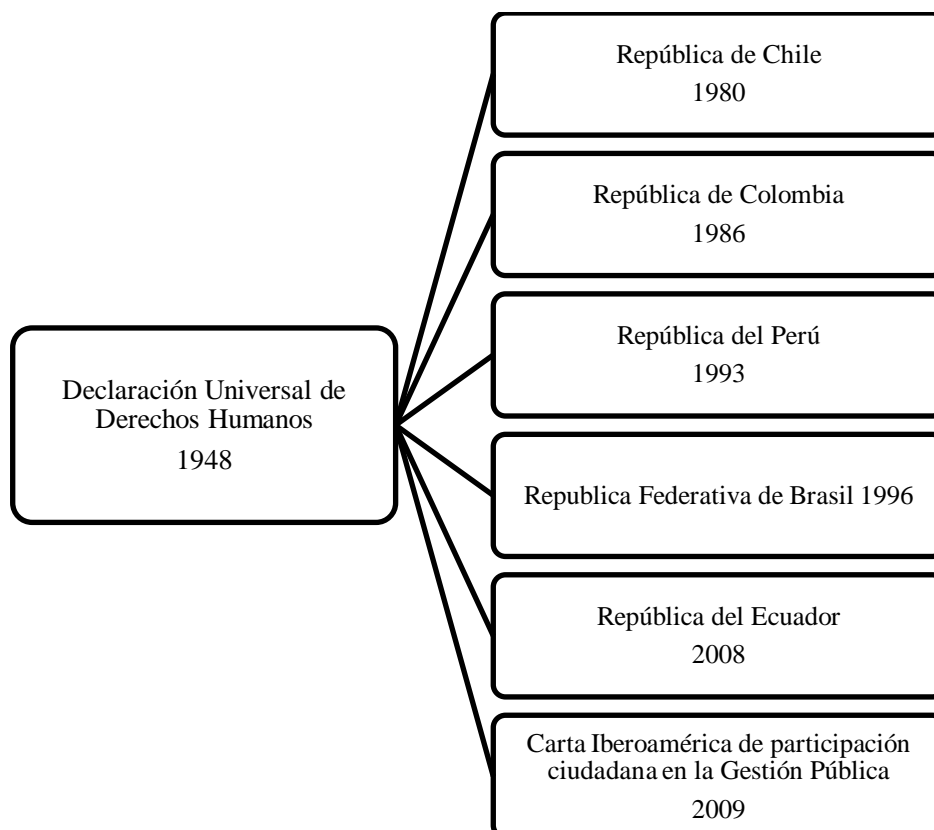 República de Chile
1980
República de Colombia
1986
República del Perú
1993
Declaración Universal de
Derechos Humanos
1948
Republica Federativa de Brasil 1996
República del Ecuador
2008
Carta Iberoamérica de participación
ciudadana en la Gestión Pública
2009